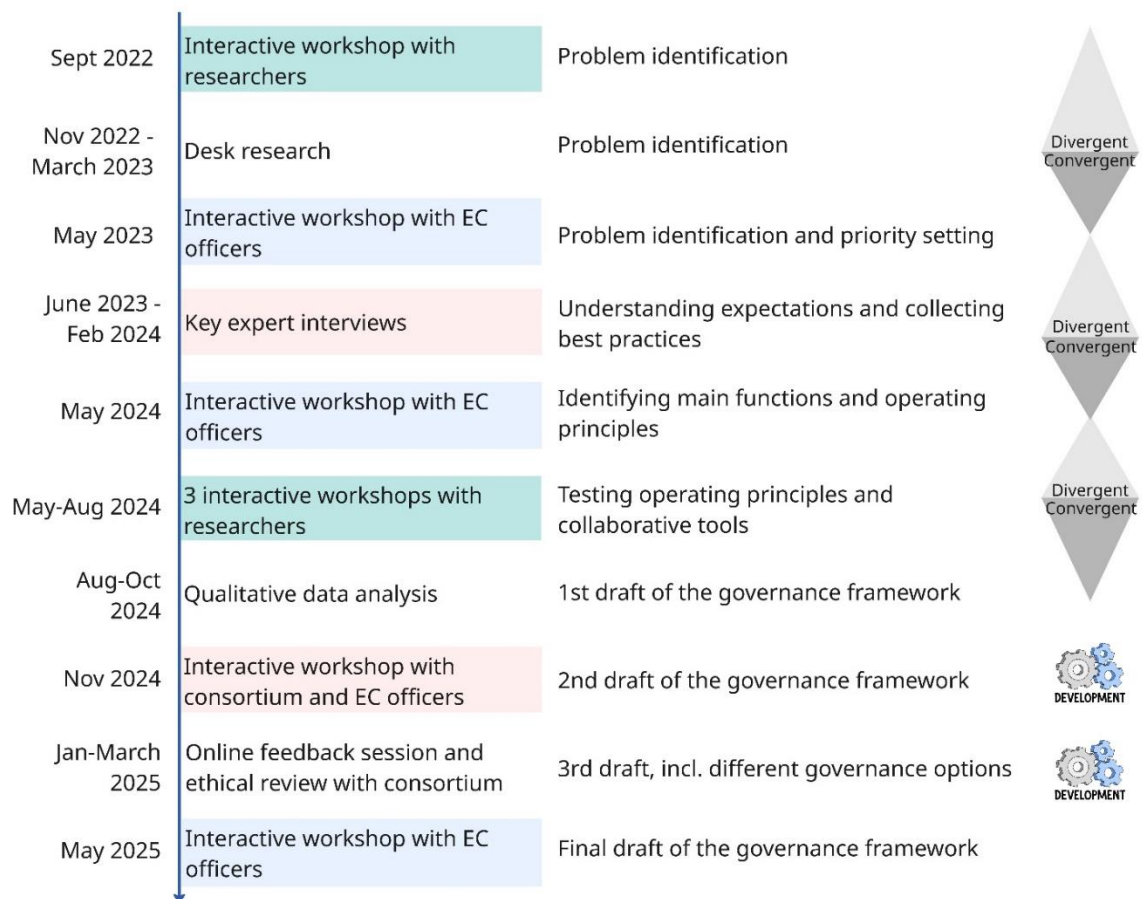 Sept 2022
Interactive workshop with
researchers
Problem identification
Nov 2022 -
March 2023
Desk research
Problem identification
Divergent
Convergent
May 2023
Interactive workshop with EC
officers
Problem identification and priority setting
June 2023 -
Feb 2024
Key expert interviews
Understanding expectations and collecting
best practices
Divergent
Convergent
May 2024
Interactive workshop with EC
officers
Identifying main functions and operating
principles
May-Aug 2024
3 interactive workshops with
researchers
Testing operating principles and
collaborative tools
Divergent
Convergent
Aug-Oct
2024
Qualitative data analysis
1st draft of the governance framework
Nov 2024
Interactive workshop with
consortium and EC officers
2nd draft of the governance framework
DEVELOPMENT
Jan-March
2025
Online feedback session and
ethical review with consortium
3rd draft, incl. different governance options
DEVELOPMENT
May 2025
Interactive workshop with EC
officers
Final draft of the governance framework